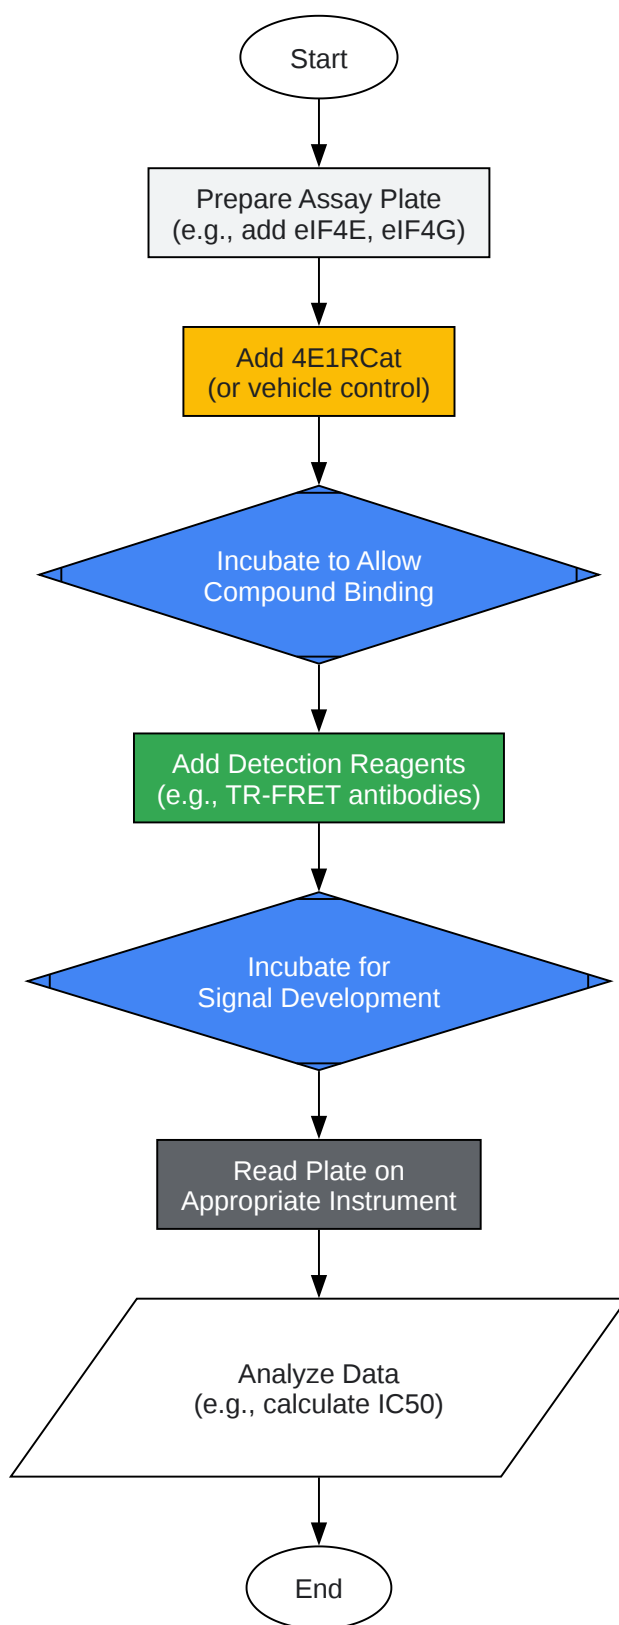 Start
Prepare Assay Plate
(e.g., add eIF4E, eIF4G)
Add 4E1RCat
(or vehicle control)
Incubate to Allow
Compound Binding
Add Detection Reagents
(e.g., TR-FRET antibodies)
Incubate for
Signal Development
Read Plate on
Appropriate Instrument
Analyze Data
(e.g., calculate IC50)
End